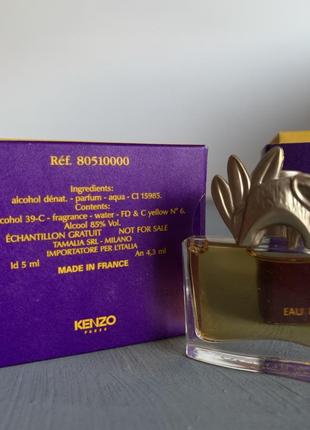 Réf. 80510000
Ingredients:
alcohol dénat. - parfum - aqua - CI 15985.
Contents:
cohol 39-C - fragrance - water - FD & C yellow N° 6.
Alcool 85% Vol.
ÉCHANTILLON GRATUIT NOT FOR SALE
TAMALIA SRL - MILANO
IMPORTATORE PER L'ITALIA
ld 5 ml An 4,3 ml
MADE IN FRANCE
KENZO
PARIS
EAU